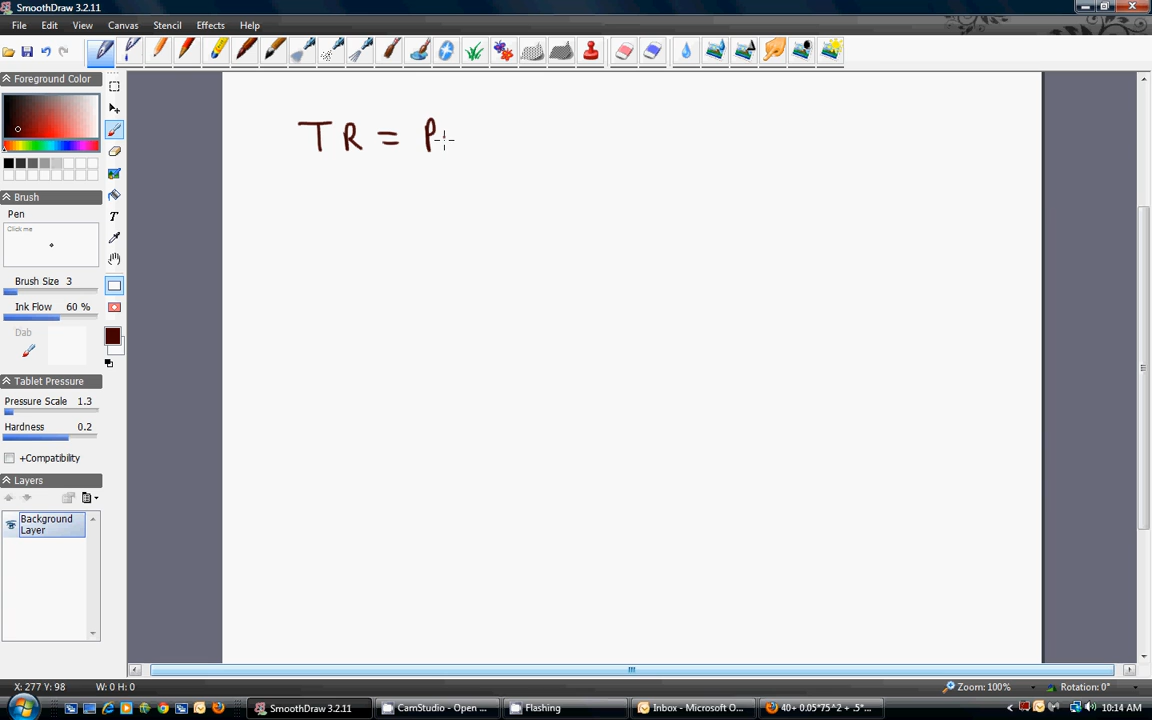 SmoothDraw 3.2.11
File Edit View Canvas Stencil Effects Help
Foreground Color
Brush
Pen
Click me
Brush Size 3
Ink Flow 60 %
Dab
Tablet Pressure
Pressure Scale 1.3
Hardness 0.2
+Compatibility
Layers
Background
Layer
T R = P
X: 277 Y: 98 W: 0 H: 0 Zoom: 100% Rotation: 0°
SmoothDraw 3.2.11 CamStudio - Open ... Flashing Inbox - Microsoft O... 40+ 0.05*75^2 + .5*... 10:14 AM